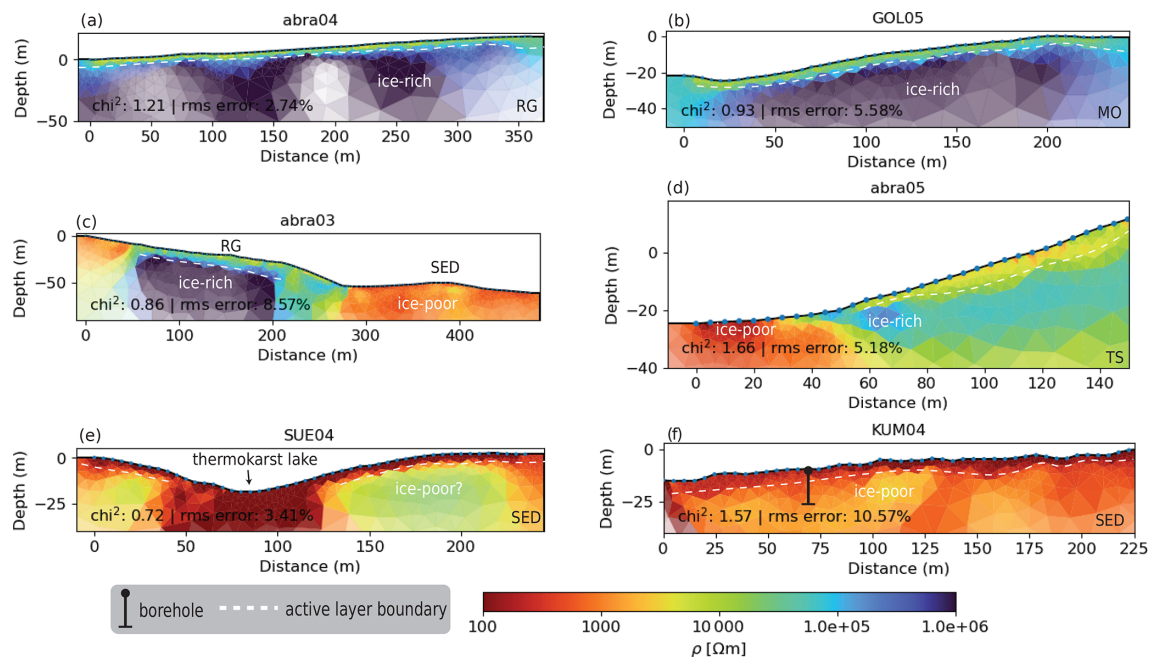 (a) abra04
0
−50
Depth (m)
ice-rich
chi²: 1.21 | rms error: 2.74%
RG
0 50 100 150 200 250 300 350
Distance (m)
(b) GOL05
0
−20
−40
Depth (m)
ice-rich
chi²: 0.93 | rms error: 5.58%
MO
0 50 100 150 200
Distance (m)
(c) abra03
0
−50
Depth (m)
RG
SED
ice-rich
chi²: 0.86 | rms error: 8.57%
ice-poor
0 100 200 300 400
Distance (m)
(d) abra05
0
−20
−40
Depth (m)
ice-poor
ice-rich
chi²: 1.66 | rms error: 5.18%
TS
0 20 40 60 80 100 120 140
Distance (m)
(e) SUE04
0
−25
Depth (m)
thermokarst lake
ice-poor?
chi²: 0.72 | rms error: 3.41%
SED
0 50 100 150 200
Distance (m)
(f) KUM04
0
−25
Depth (m)
ice-poor
chi²: 1.57 | rms error: 10.57%
SED
0 25 50 75 100 125 150 175 200 225
Distance (m)
borehole active layer boundary
100 1000 10 000 1.0e+05 1.0e+06
ρ [Ωm]